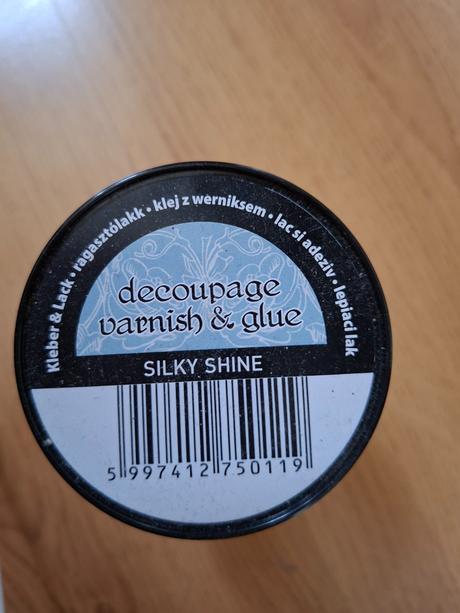 Kleber & Lack • ragasztólakk • klej z werniksem • lac si adeziv • lepiaci lak
decoupage
varnish & glue
SILKY SHINE
5 997412 750119